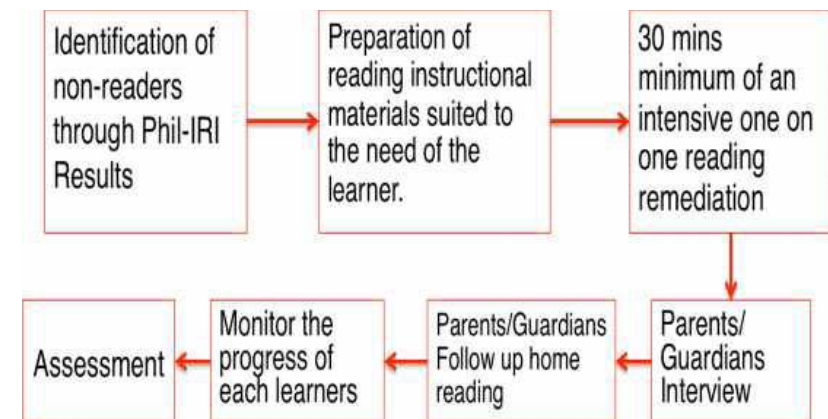 Identification of
non-readers
through Phil-IRI
Results
Preparation of
reading instructional
materials suited to
the need of the
learner.
30 mins
minimum of an
intensive one on
one reading
remediation
Parents/
Guardians
Interview
Parents/Guardians
Follow up home
reading
Monitor the
progress of
each learners
Assessment